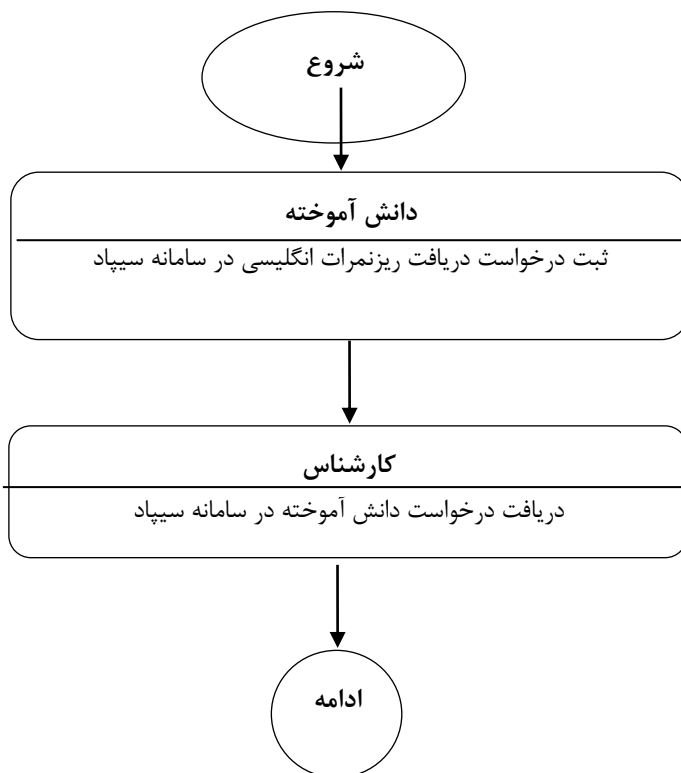 شروع
دانش آموخته
ثبت درخواست دریافت ریزنمرات انگلیسی در سامانه سیپاد
کارشناس
دریافت درخواست دانش آموخته در سامانه سیپاد
ادامه